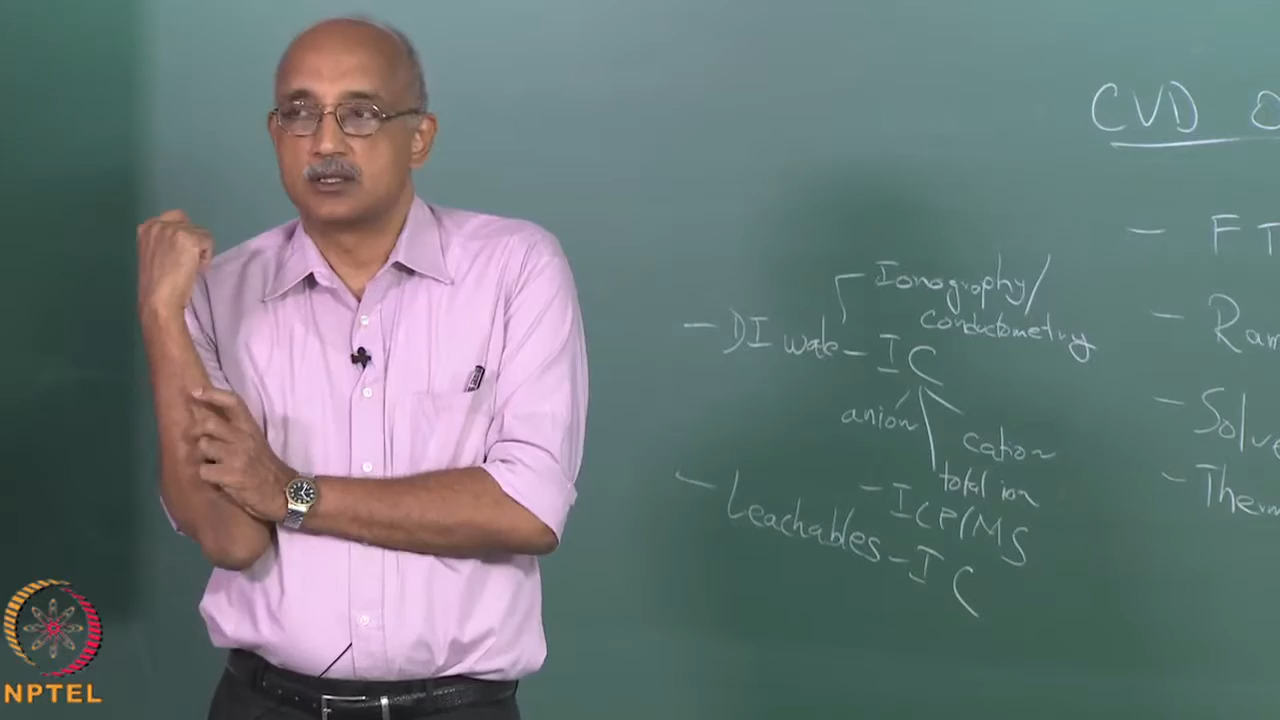 CVD
- FT
Ionography/
conductometry
- DI wate - IC
- Ram
anion
cation
total ion
- Solve
- Therm
- ICP/MS
- Leachables - IC
NPTEL